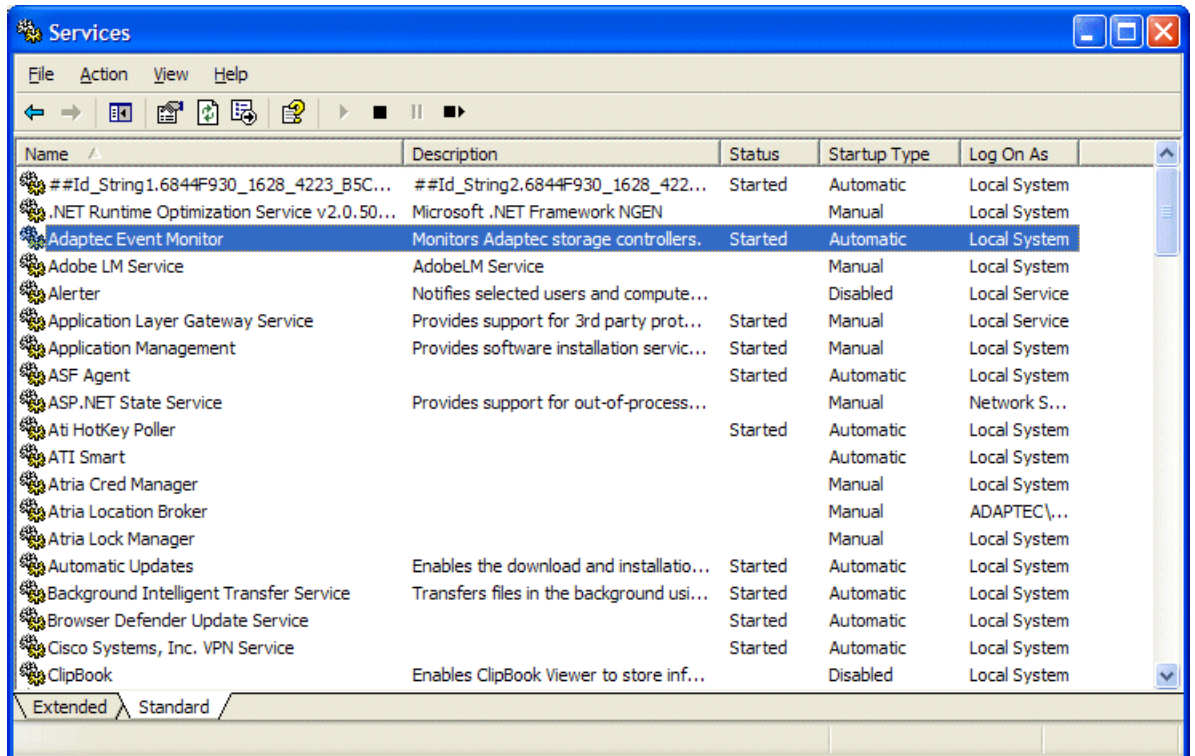 Services
File Action View Help
Name Description Status Startup Type Log On As
##Id_String1.6844F930_1628_4223_B5C... ##Id_String2.6844F930_1628_422... Started Automatic Local System
.NET Runtime Optimization Service v2.0.50... Microsoft .NET Framework NGEN Manual Local System
Adaptec Event Monitor Monitors Adaptec storage controllers. Started Automatic Local System
Adobe LM Service AdobeLM Service Manual Local System
Alerter Notifies selected users and compute... Disabled Local Service
Application Layer Gateway Service Provides support for 3rd party prot... Started Manual Local Service
Application Management Provides software installation servic... Started Manual Local System
ASF Agent Started Automatic Local System
ASP.NET State Service Provides support for out-of-process... Manual Network S...
Ati HotKey Poller Started Automatic Local System
ATI Smart Automatic Local System
Atria Cred Manager Manual Local System
Atria Location Broker Manual ADAPTEC\...
Atria Lock Manager Manual Local System
Automatic Updates Enables the download and installatio... Started Automatic Local System
Background Intelligent Transfer Service Transfers files in the background usi... Started Automatic Local System
Browser Defender Update Service Started Automatic Local System
Cisco Systems, Inc. VPN Service Started Automatic Local System
ClipBook Enables ClipBook Viewer to store inf... Disabled Local System
Extended Standard